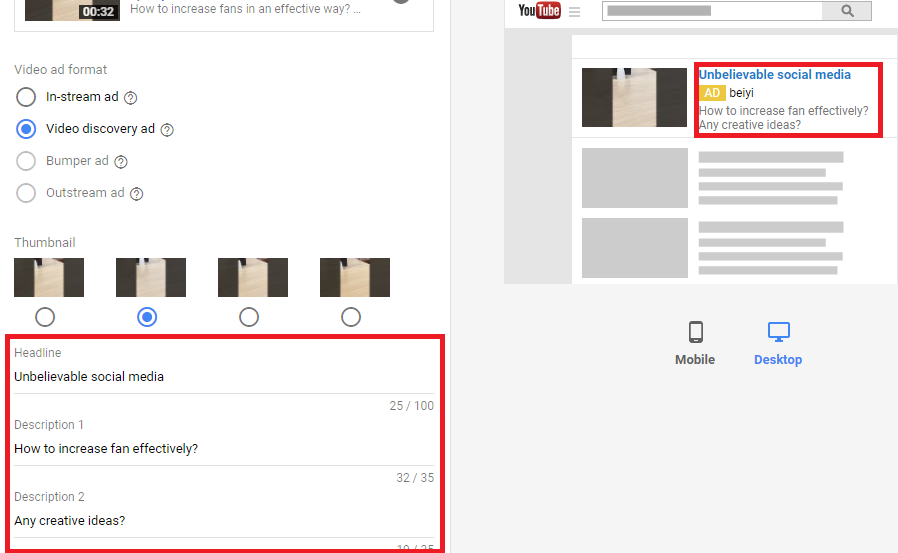 00:32
How to increase fans in an effective way? ...
Video ad format
In-stream ad
Video discovery ad
Bumper ad
Outstream ad
Thumbnail
Headline
Unbelievable social media
25 / 100
Description 1
How to increase fan effectively?
32 / 35
Description 2
Any creative ideas?
19 / 35
YouTube
Unbelievable social media
AD beiyi
How to increase fan effectively?
Any creative ideas?
Mobile
Desktop